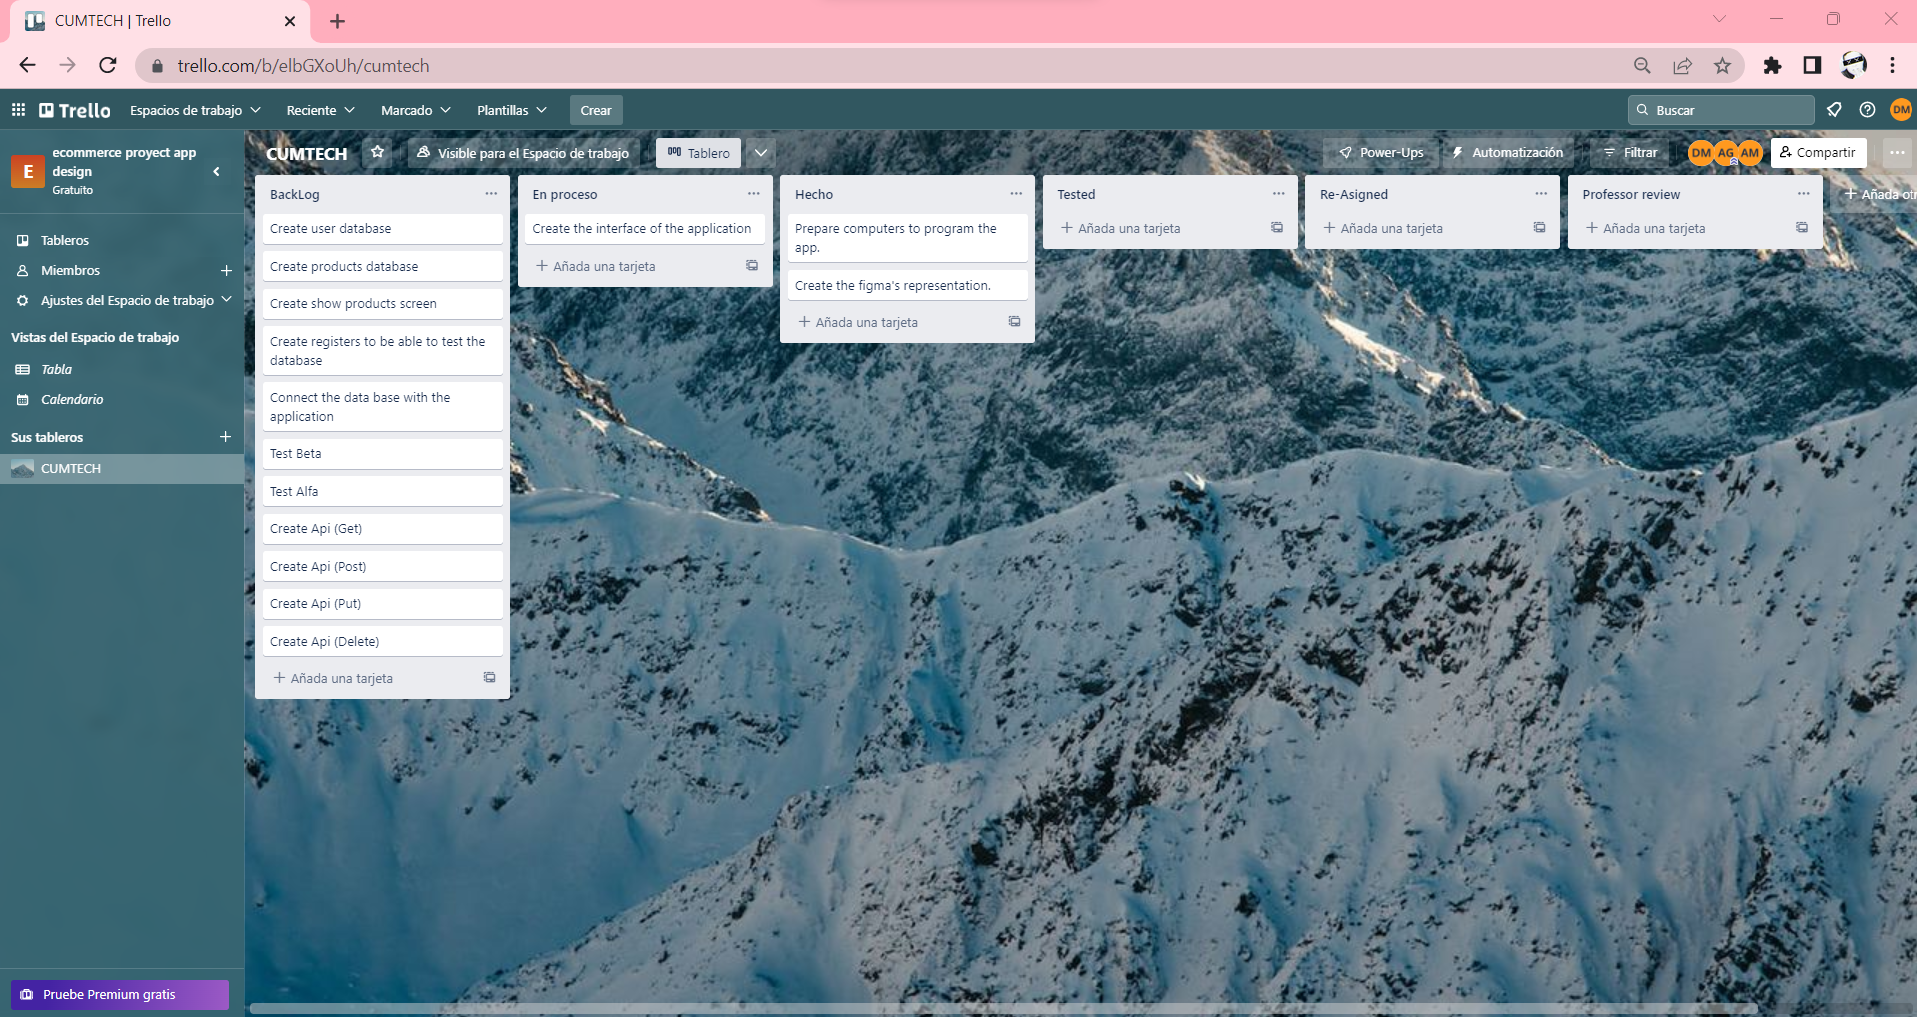 CUMTECH | Trello
trello.com/b/elbGXoUh/cumtech
Trello
Espacios de trabajo
Reciente
Marcado
Plantillas
Crear
Buscar
DM
E
ecommerce proyect app
design
Gratuito
CUMTECH
Visible para el Espacio de trabajo
Tablero
Power-Ups
Automatización
Filtrar
DM
AG
AM
Compartir
Tableros
Miembros
Ajustes del Espacio de trabajo
Vistas del Espacio de trabajo
Tabla
Calendario
Sus tableros
CUMTECH
Pruebe Premium gratis
BackLog
Create user database
Create products database
Create show products screen
Create registers to be able to test the
database
Connect the data base with the
application
Test Beta
Test Alfa
Create Api (Get)
Create Api (Post)
Create Api (Put)
Create Api (Delete)
Añada una tarjeta
En proceso
Create the interface of the application
Añada una tarjeta
Hecho
Prepare computers to program the
app.
Create the figma's representation.
Añada una tarjeta
Tested
Añada una tarjeta
Re-Asigned
Añada una tarjeta
Professor review
Añada una tarjeta
Añada otr